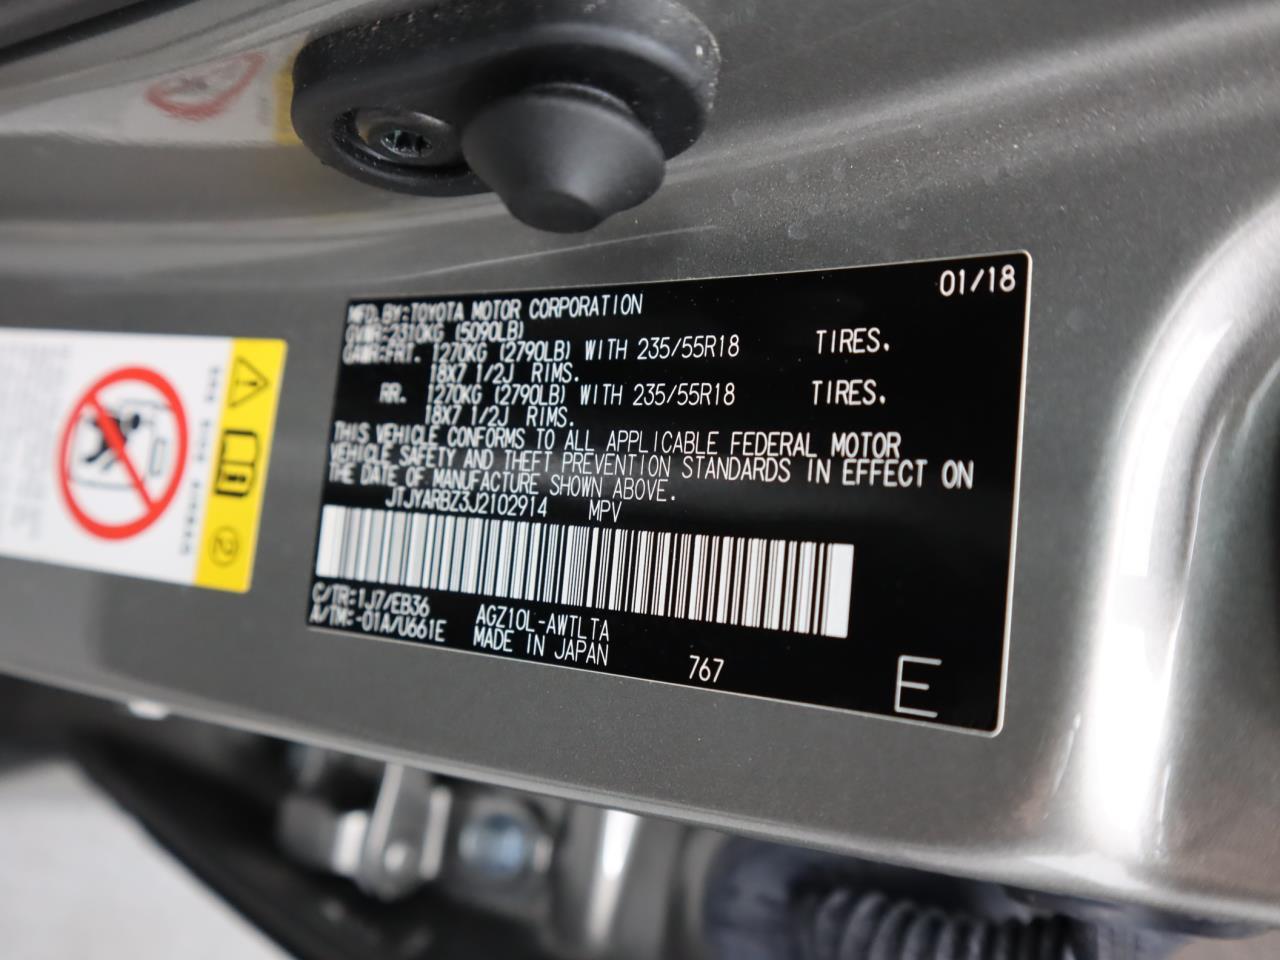 01/18
MFD.BY:TOYOTA MOTOR CORPORATION
GVWR:2310KG (5090LB)
GAWR:FRT. 1270KG (2790LB) WITH 235/55R18 TIRES.
18X7 1/2J RIMS.
RR. 1270KG (2790LB) WITH 235/55R18 TIRES.
18X7 1/2J RIMS.
THIS VEHICLE CONFORMS TO ALL APPLICABLE FEDERAL MOTOR
VEHICLE SAFETY AND THEFT PREVENTION STANDARDS IN EFFECT ON
THE DATE OF MANUFACTURE SHOWN ABOVE.
JTJYARBZ3J2102914 MPV
C/TR:1J7/EB36 AGZ10L-AWTLTA
A/TM:-01A/U661E MADE IN JAPAN
767
E
2